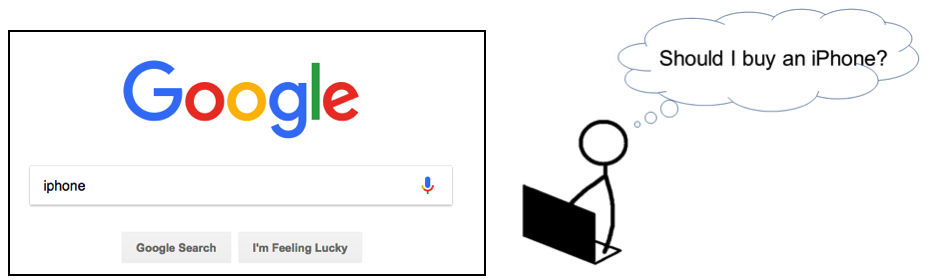 Google
iphone
Google Search
I'm Feeling Lucky
Should I buy an iPhone?